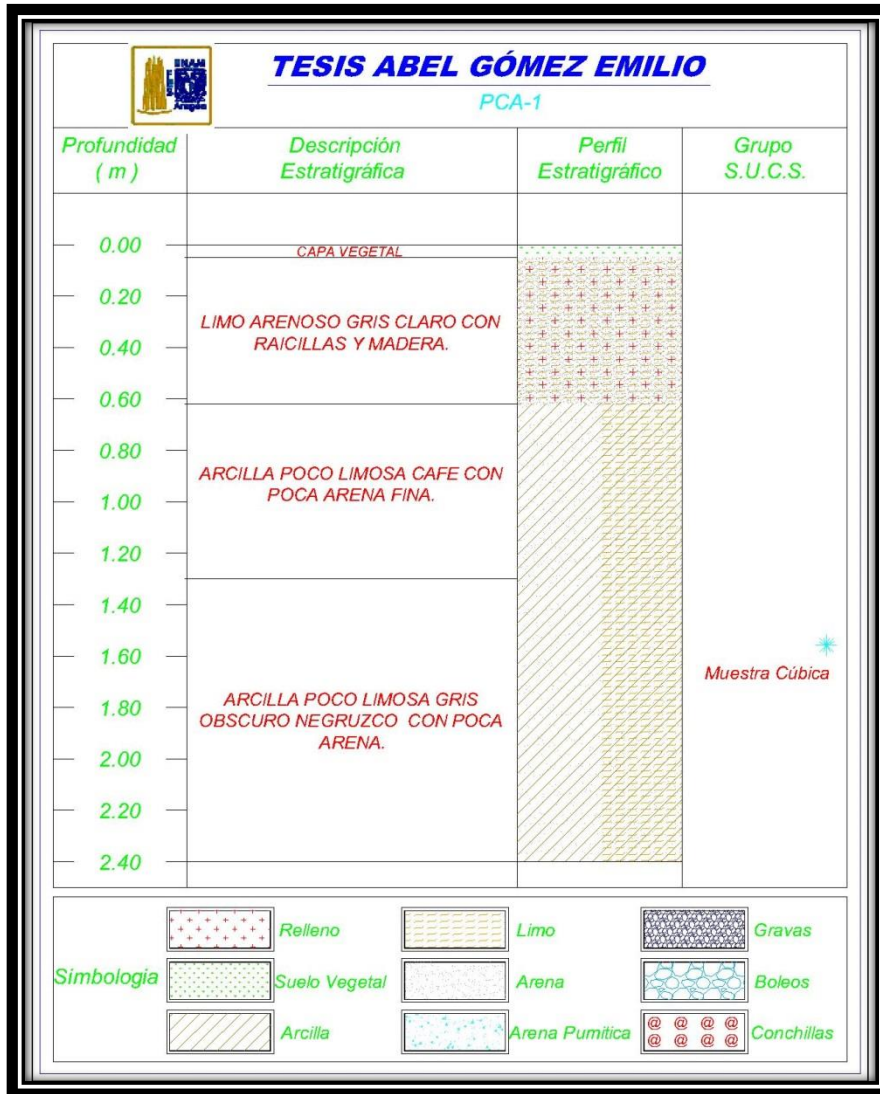 TESIS ABEL GÓMEZ EMILIO
PCA-1
UNAM
Aragón
Profundidad
( m )
Descripción
Estratigráfica
Perfil
Estratigráfico
Grupo
S.U.C.S.
0.00
CAPA VEGETAL
0.20
LIMO ARENOSO GRIS CLARO CON
RAICILLAS Y MADERA.
0.40
0.60
0.80
ARCILLA POCO LIMOSA CAFE CON
POCA ARENA FINA.
1.00
1.20
1.40
1.60
Muestra Cúbica
1.80
ARCILLA POCO LIMOSA GRIS
OBSCURO NEGRUZCO CON POCA
ARENA.
2.00
2.20
2.40
Simbologia
Relleno
Limo
Gravas
Suelo Vegetal
Arena
Boleos
Arcilla
Arena Pumitica
Conchillas